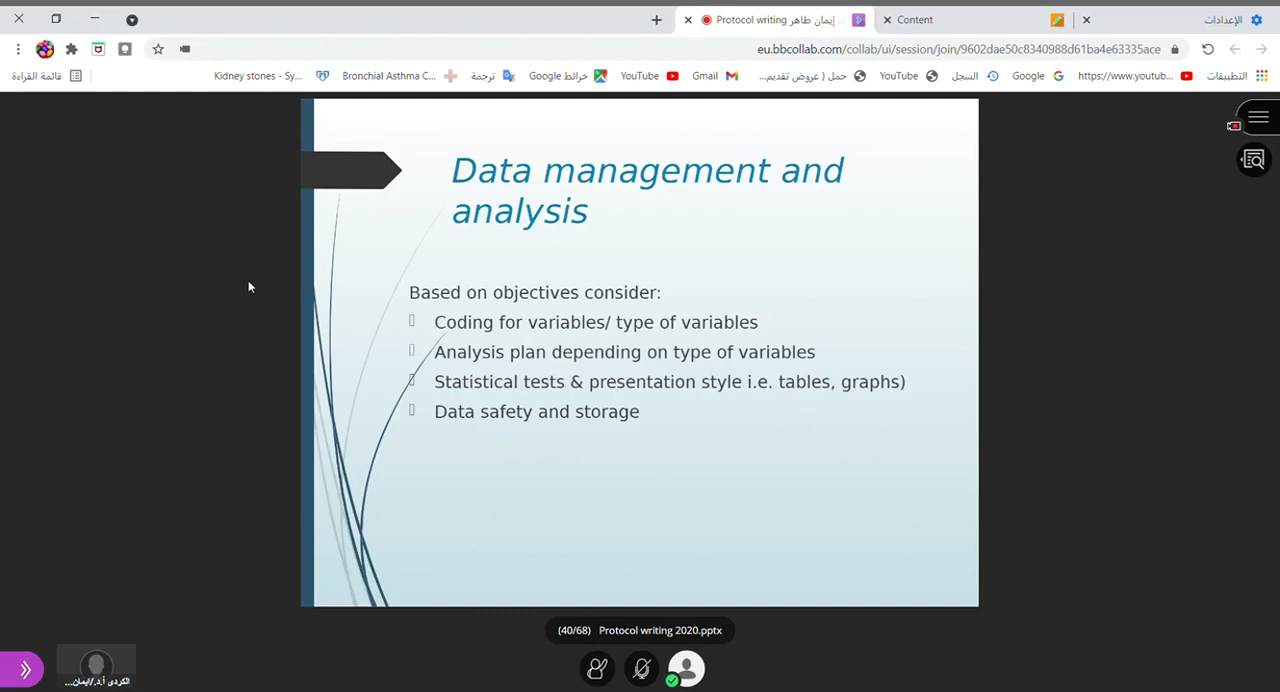 Protocol writing إيمان طاهر
Content
الإعدادات
eu.bbcollab.com/collab/ui/session/join/9602dae50c8340988d61ba4e63335ace
قائمة القراءة
Kidney stones - Sy...
Bronchial Asthma C...
ترجمة
خرائط Google
YouTube
Gmail
حمل ( عروض تقديم...
YouTube
السجل
Google
https://www.youtub...
التطبيقات
Data management and
analysis
Based on objectives consider:
Coding for variables/ type of variables
Analysis plan depending on type of variables
Statistical tests & presentation style i.e. tables, graphs)
Data safety and storage
(40/68) Protocol writing 2020.pptx
الكردى أ.د./ايمان...